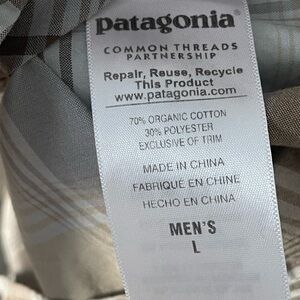 patagonia®
COMMON THREADS
PARTNERSHIP
Repair, Reuse, Recycle
This Product
www.patagonia.com
70% ORGANIC COTTON
30% POLYESTER
EXCLUSIVE OF TRIM
MADE IN CHINA
FABRIQUE EN CHINE
HECHO EN CHINA
MEN'S
L